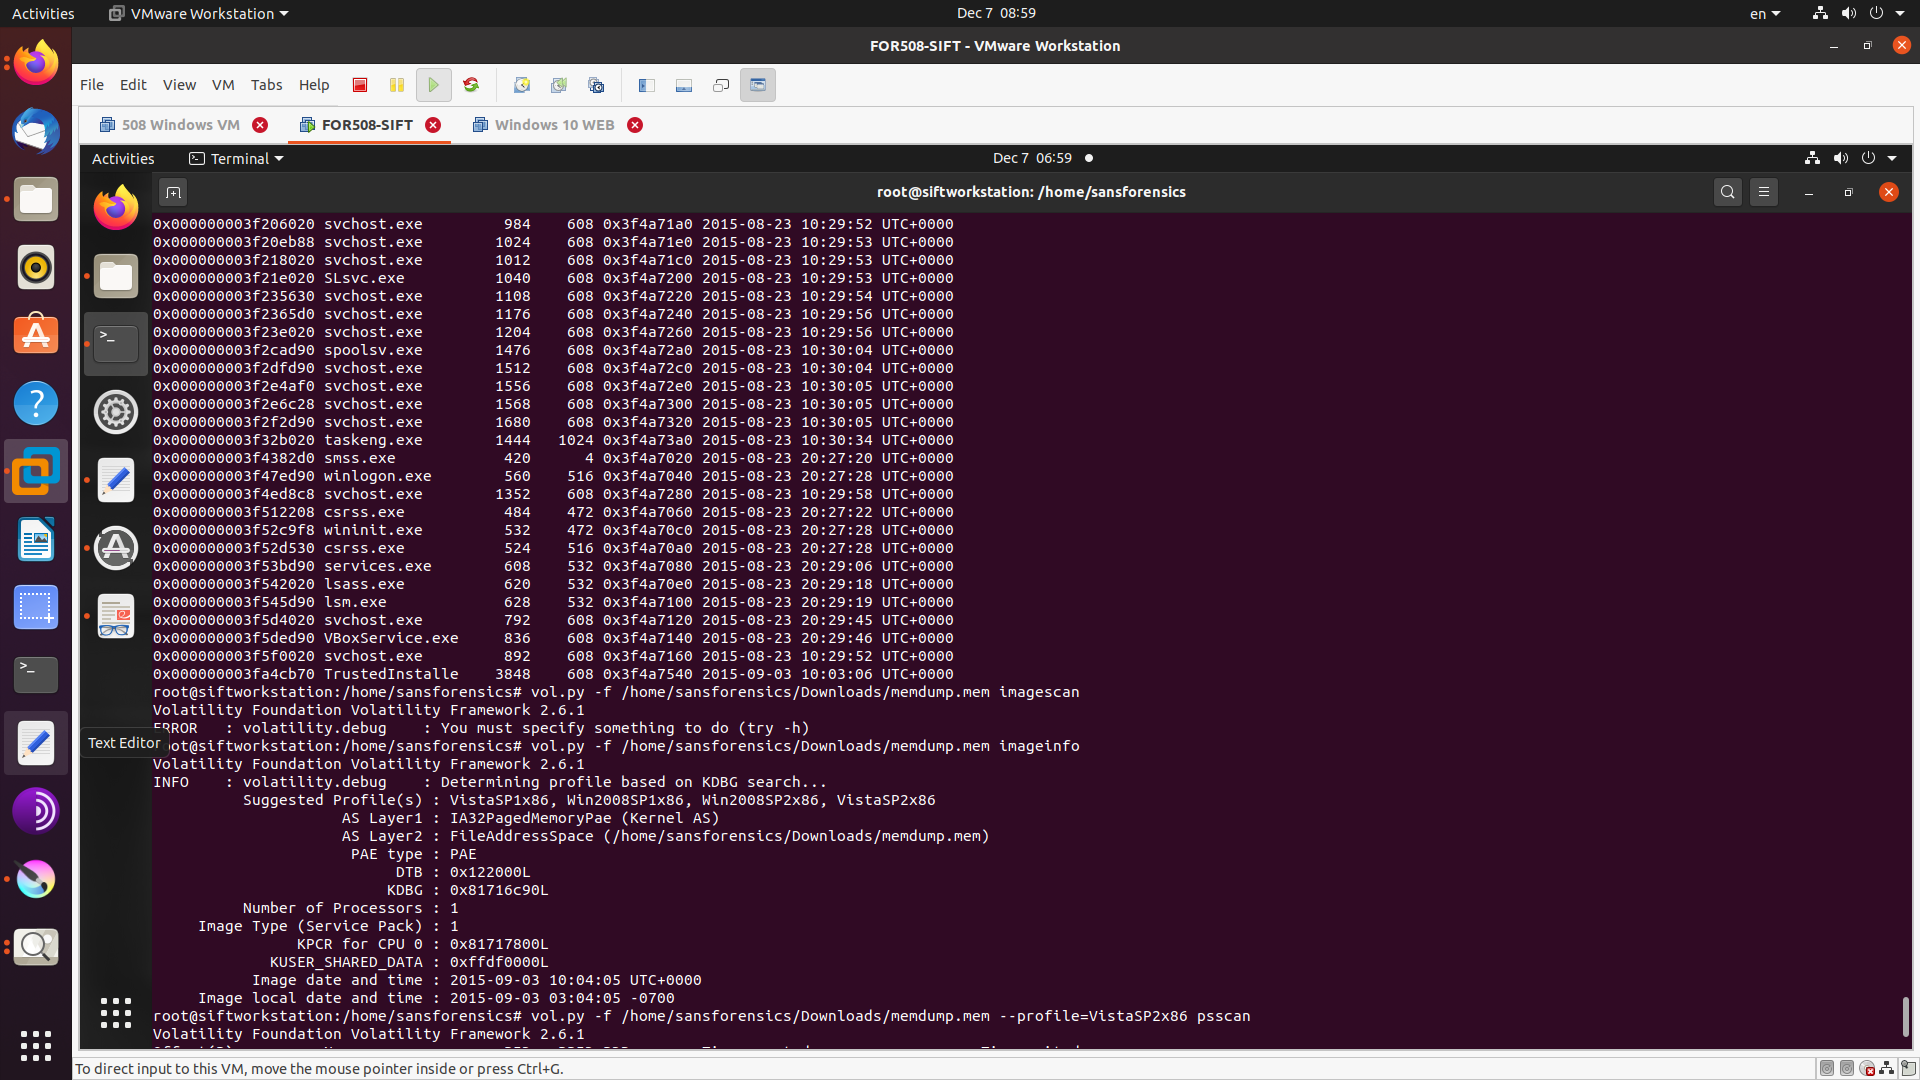 Activities VMware Workstation Dec 7 08:59 en
FOR508-SIFT - VMware Workstation
File Edit View VM Tabs Help
508 Windows VM FOR508-SIFT Windows 10 WEB
Activities Terminal Dec 7 06:59
root@siftworkstation: /home/sansforensics
0x000000003f206020 svchost.exe 984 608 0x3f4a71a0 2015-08-23 10:29:52 UTC+0000
0x000000003f20eb88 svchost.exe 1024 608 0x3f4a71e0 2015-08-23 10:29:53 UTC+0000
0x000000003f218020 svchost.exe 1012 608 0x3f4a71c0 2015-08-23 10:29:53 UTC+0000
0x000000003f21e020 SLsvc.exe 1040 608 0x3f4a7200 2015-08-23 10:29:53 UTC+0000
0x000000003f235630 svchost.exe 1108 608 0x3f4a7220 2015-08-23 10:29:54 UTC+0000
0x000000003f2365d0 svchost.exe 1176 608 0x3f4a7240 2015-08-23 10:29:56 UTC+0000
0x000000003f23e020 svchost.exe 1204 608 0x3f4a7260 2015-08-23 10:29:56 UTC+0000
0x000000003f2cad90 spoolsv.exe 1476 608 0x3f4a72a0 2015-08-23 10:30:04 UTC+0000
0x000000003f2dfd90 svchost.exe 1512 608 0x3f4a72c0 2015-08-23 10:30:04 UTC+0000
0x000000003f2e4af0 svchost.exe 1556 608 0x3f4a72e0 2015-08-23 10:30:05 UTC+0000
0x000000003f2e6c28 svchost.exe 1568 608 0x3f4a7300 2015-08-23 10:30:05 UTC+0000
0x000000003f2f2d90 svchost.exe 1680 608 0x3f4a7320 2015-08-23 10:30:05 UTC+0000
0x000000003f32b020 taskeng.exe 1444 1024 0x3f4a73a0 2015-08-23 10:30:34 UTC+0000
0x000000003f4382d0 smss.exe 420 4 0x3f4a7020 2015-08-23 20:27:20 UTC+0000
0x000000003f47ed90 winlogon.exe 560 516 0x3f4a7040 2015-08-23 20:27:28 UTC+0000
0x000000003f4ed8c8 svchost.exe 1352 608 0x3f4a7280 2015-08-23 10:29:58 UTC+0000
0x000000003f512208 csrss.exe 484 472 0x3f4a7060 2015-08-23 20:27:22 UTC+0000
0x000000003f52c9f8 wininit.exe 532 472 0x3f4a70c0 2015-08-23 20:27:28 UTC+0000
0x000000003f52d530 csrss.exe 524 516 0x3f4a70a0 2015-08-23 20:27:28 UTC+0000
0x000000003f53bd90 services.exe 608 532 0x3f4a7080 2015-08-23 20:29:06 UTC+0000
0x000000003f542020 lsass.exe 620 532 0x3f4a70e0 2015-08-23 20:29:18 UTC+0000
0x000000003f545d90 lsm.exe 628 532 0x3f4a7100 2015-08-23 20:29:19 UTC+0000
0x000000003f5d4020 svchost.exe 792 608 0x3f4a7120 2015-08-23 20:29:45 UTC+0000
0x000000003f5ded90 VBoxService.exe 836 608 0x3f4a7140 2015-08-23 20:29:46 UTC+0000
0x000000003f5f0020 svchost.exe 892 608 0x3f4a7160 2015-08-23 10:29:52 UTC+0000
0x000000003fa4cb70 TrustedInstalle 3848 608 0x3f4a7540 2015-09-03 10:03:06 UTC+0000
root@siftworkstation:/home/sansforensics# vol.py -f /home/sansforensics/Downloads/memdump.mem imagescan
Volatility Foundation Volatility Framework 2.6.1
ERROR : volatility.debug : You must specify something to do (try -h)
Text Editor
root@siftworkstation:/home/sansforensics# vol.py -f /home/sansforensics/Downloads/memdump.mem imageinfo
Volatility Foundation Volatility Framework 2.6.1
INFO : volatility.debug : Determining profile based on KDBG search...
Suggested Profile(s) : VistaSP1x86, Win2008SP1x86, Win2008SP2x86, VistaSP2x86
AS Layer1 : IA32PagedMemoryPae (Kernel AS)
AS Layer2 : FileAddressSpace (/home/sansforensics/Downloads/memdump.mem)
PAE type : PAE
DTB : 0x122000L
KDBG : 0x81716c90L
Number of Processors : 1
Image Type (Service Pack) : 1
KPCR for CPU 0 : 0x81717800L
KUSER_SHARED_DATA : 0xffdf0000L
Image date and time : 2015-09-03 10:04:05 UTC+0000
Image local date and time : 2015-09-03 03:04:05 -0700
root@siftworkstation:/home/sansforensics# vol.py -f /home/sansforensics/Downloads/memdump.mem --profile=VistaSP2x86 psscan
Volatility Foundation Volatility Framework 2.6.1
To direct input to this VM, move the mouse pointer inside or press Ctrl+G.